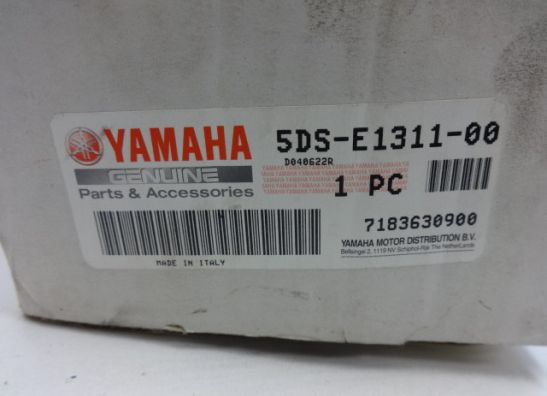 YAMAHA
GENUINE
Parts & Accessories
5DS-E1311-00
D040622R
1 PC
7183630900
YAMAHA MOTOR DISTRIBUTION B.V.
MADE IN ITALY